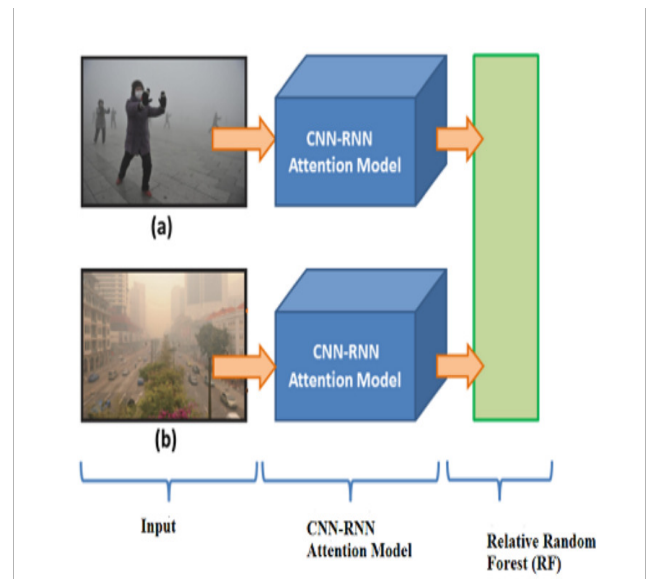 CNN-RNN
Attention Model
(a)
CNN-RNN
Attention Model
(b)
Input
CNN-RNN
Attention Model
Relative Random
Forest (RF)